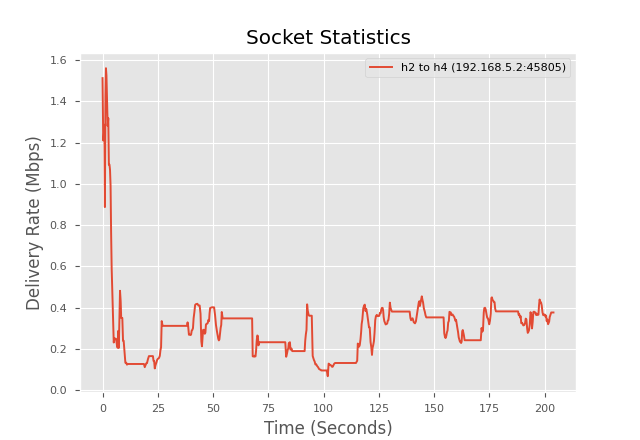 Socket Statistics
h2 to h4 (192.168.5.2:45805)
Delivery Rate (Mbps)
1.6
1.4
1.2
1.0
0.8
0.6
0.4
0.2
0.0
0 25 50 75 100 125 150 175 200
Time (Seconds)